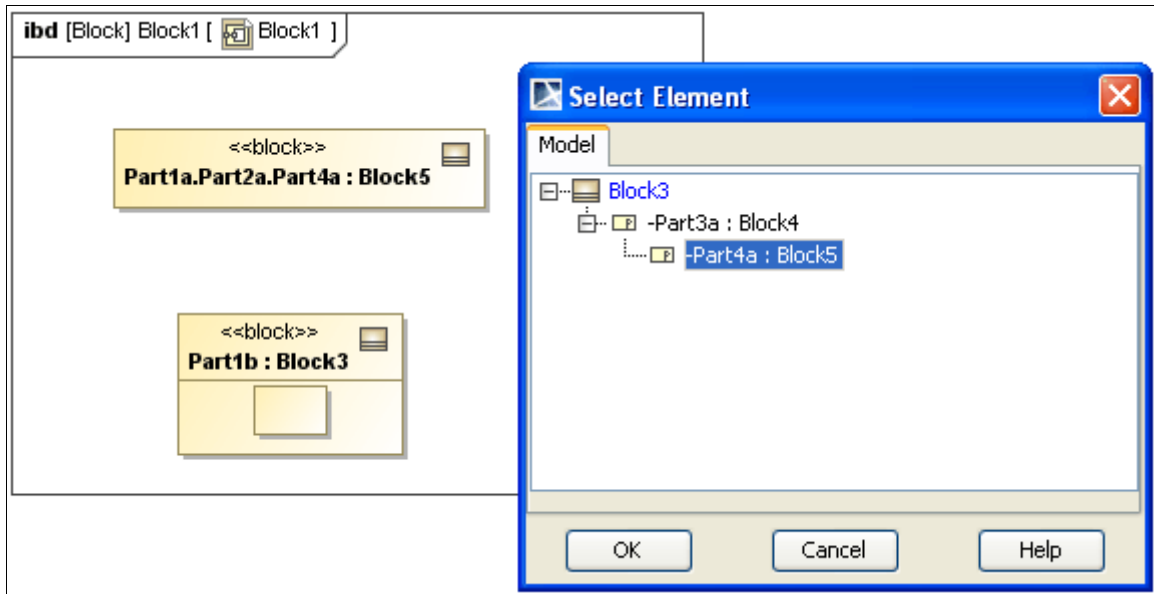 ibd [Block] Block1 [ Block1 ]
<<block>>
Part1a.Part2a.Part4a : Block5
<<block>>
Part1b : Block3
Select Element
Model
Block3
-Part3a : Block4
-Part4a : Block5
OK
Cancel
Help